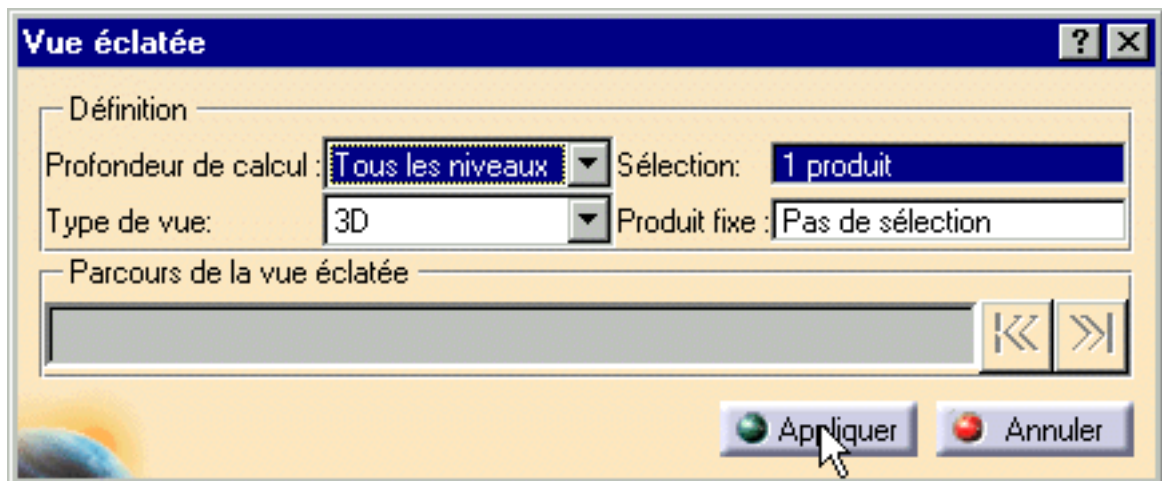 Vue éclatée
Définition
Profondeur de calcul : Tous les niveaux Sélection: 1 produit
Type de vue: 3D Produit fixe : Pas de sélection
Parcours de la vue éclatée
Appliquer Annuler